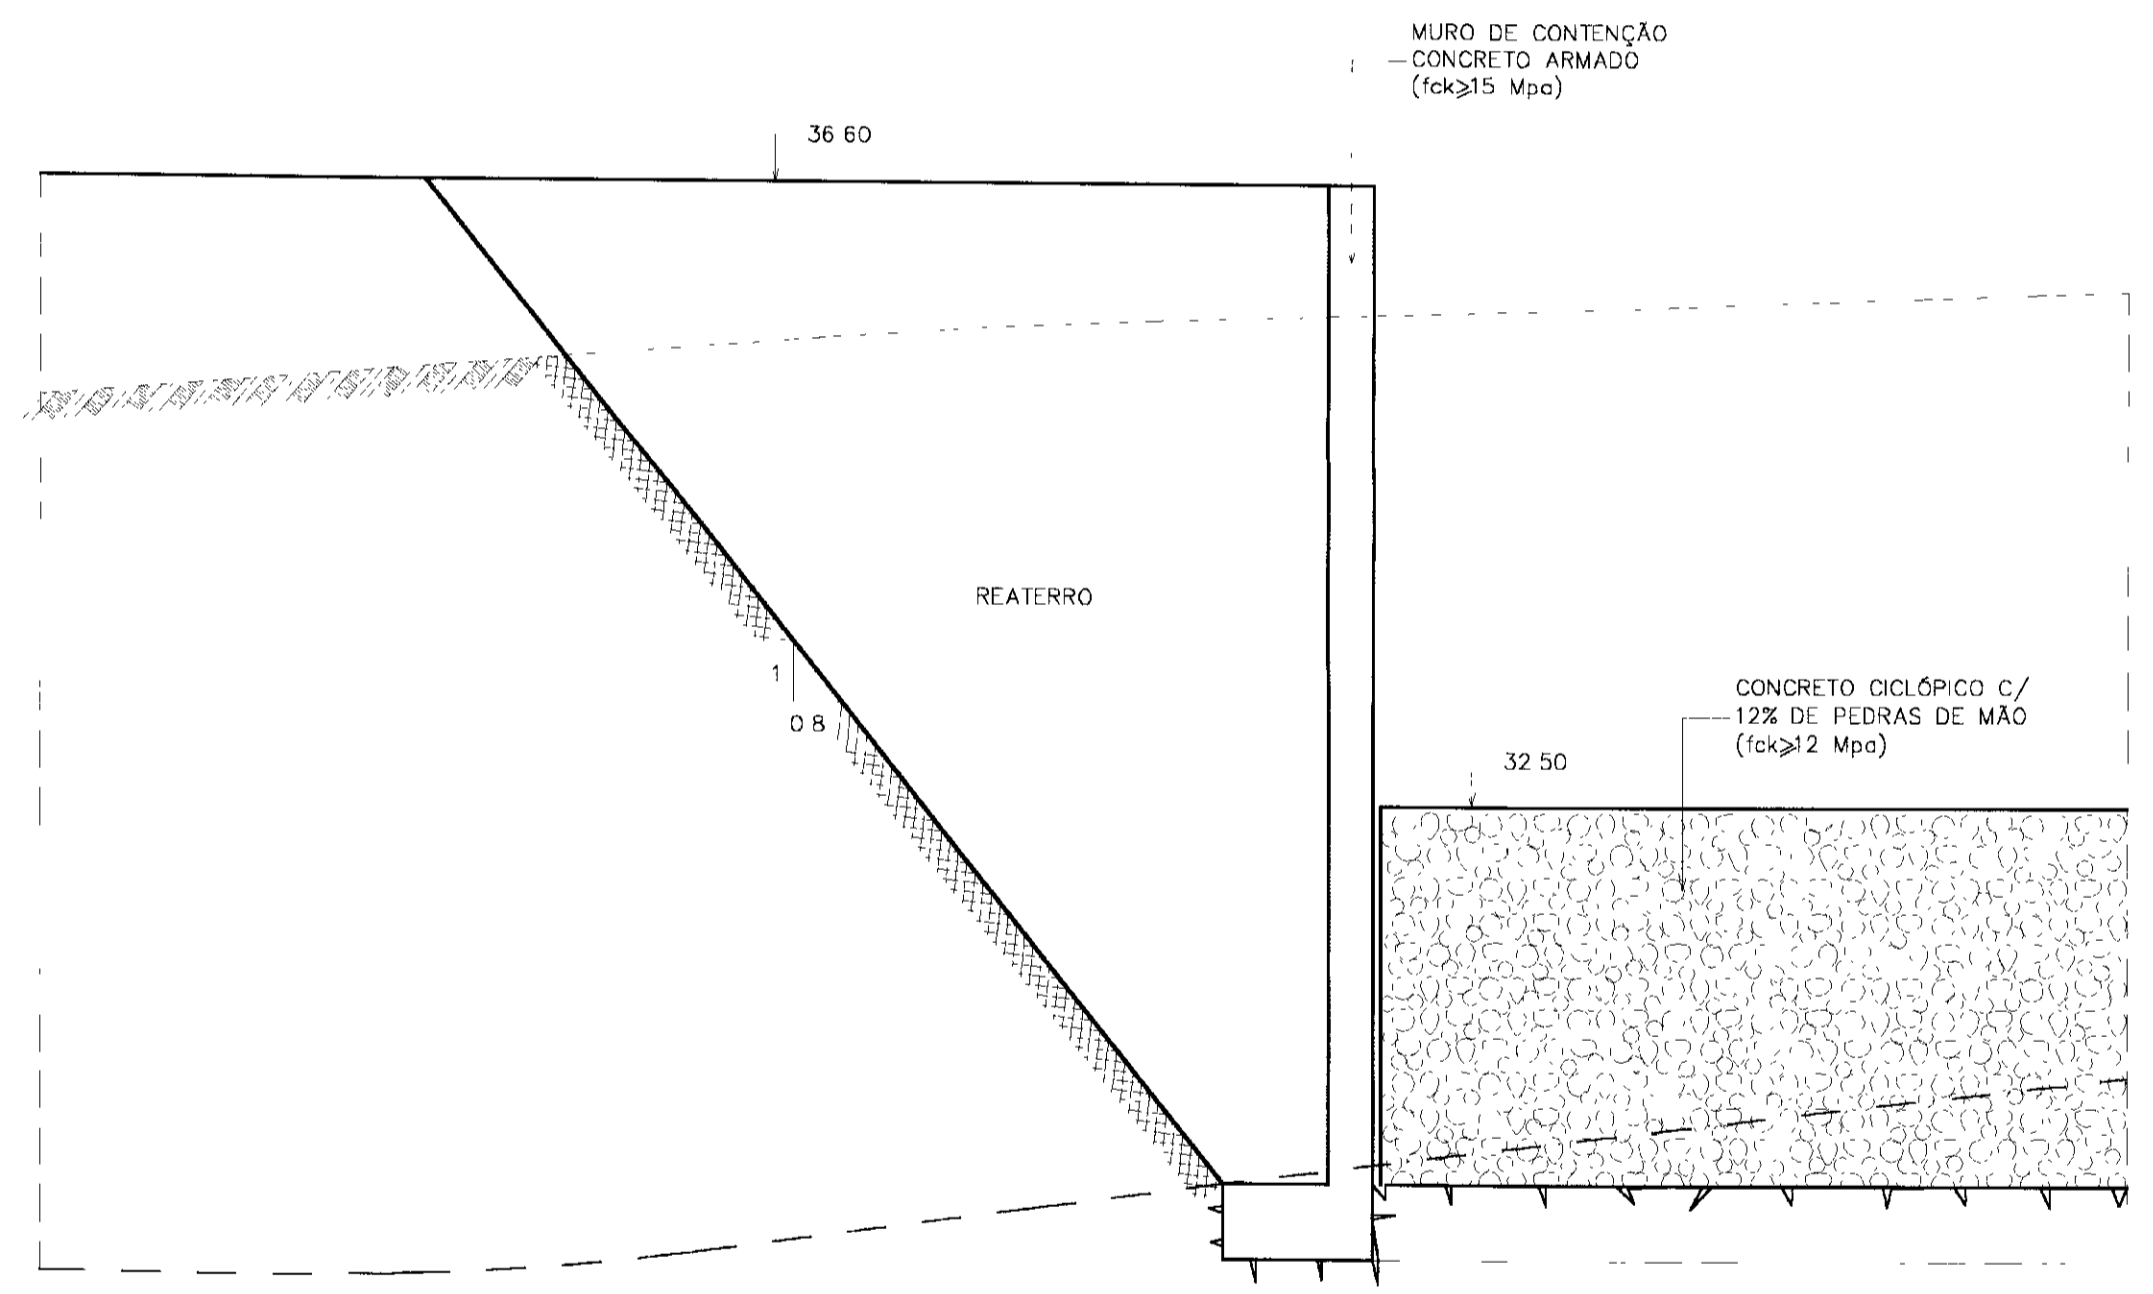 MURO DE CONTENÇÃO
CONCRETO ARMADO
(fck⩾15 Mpa)
36 60
REATERRO
1
0 8
CONCRETO CICLÓPICO C/
12% DE PEDRAS DE MÃO
(fck⩾12 Mpa)
32 50